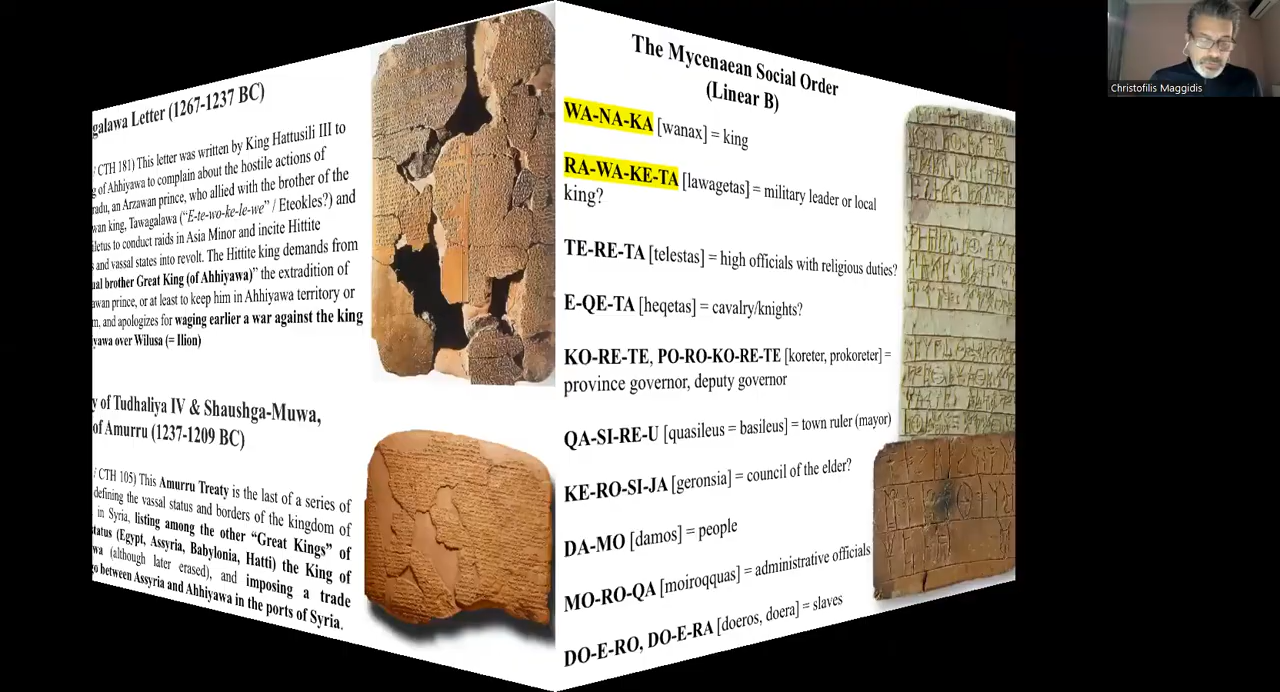 galawa Letter (1267-1237 BC)
CTH 181) This letter was written by King Hattusili III to
of Ahhiyawa to complain about the hostile actions of
radu, an Arzawan prince, who allied with the brother of the
wan king, Tawagalawa (“E-te-wo-ke-le-we” / Eteokles?) and
iletus to conduct raids in Asia Minor and incite Hittite
s and vassal states into revolt. The Hittite king demands from
ual brother Great King (of Ahhiyawa)” the extradition of
awan prince, or at least to keep him in Ahhiyawa territory or
n, and apologizes for waging earlier a war against the king
yawa over Wilusa (= Ilion)
y of Tudhaliya IV & Shaushga-Muwa,
of Amurru (1237-1209 BC)
CTH 105) This Amurru Treaty is the last of a series of
defining the vassal status and borders of the kingdom of
in Syria, listing among the other “Great Kings” of
status (Egypt, Assyria, Babylonia, Hatti) the King of
wa (although later erased), and imposing a trade
go between Assyria and Ahhiyawa in the ports of Syria.
The Mycenaean Social Order
(Linear B)
WA-NA-KA [wanax] = king
RA-WA-KE-TA [lawagetas] = military leader or local
king?
TE-RE-TA [telestas] = high officials with religious duties?
E-QE-TA [heqetas] = cavalry/knights?
KO-RE-TE, PO-RO-KO-RE-TE [koreter, prokoreter] =
province governor, deputy governor
QA-SI-RE-U [quasileus = basileus] = town ruler (mayor)
KE-RO-SI-JA [geronsia] = council of the elder?
DA-MO [damos] = people
MO-RO-QA [moiroqquas] = administrative officials
DO-E-RO, DO-E-RA [doeros, doera] = slaves
Christofilis Maggidis